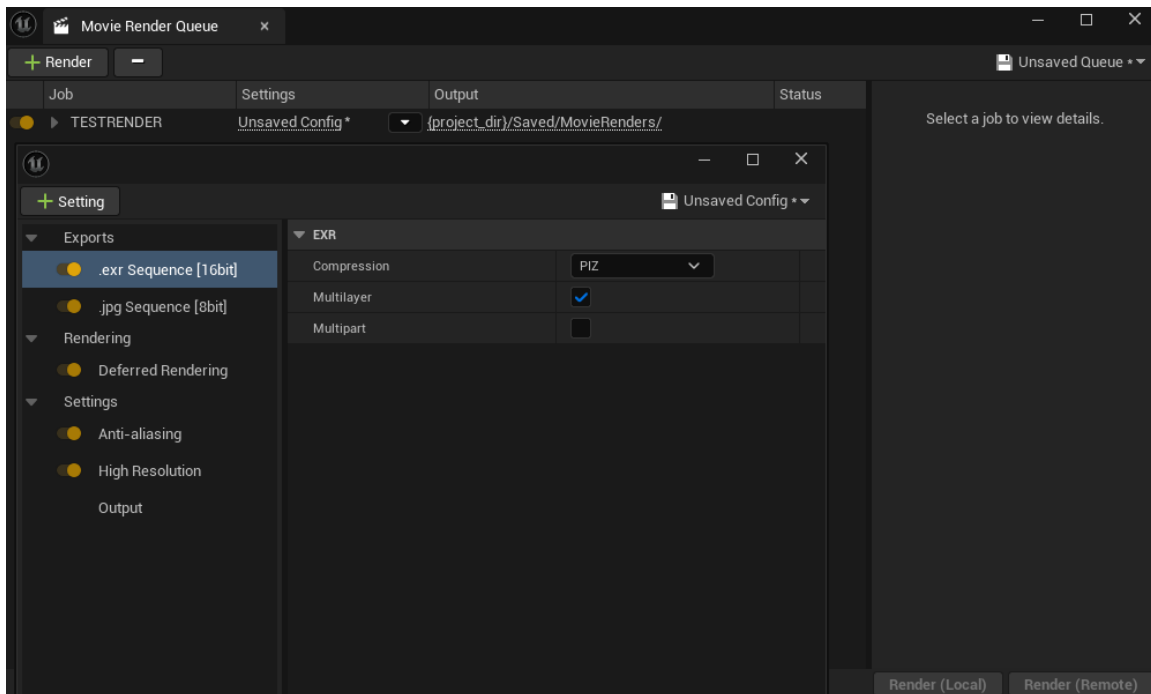 Movie Render Queue
Render
Unsaved Queue *
Job Settings Output Status
TESTRENDER Unsaved Config* {project_dir}/Saved/MovieRenders/
Select a job to view details.
Setting
Unsaved Config *
Exports
EXR
.exr Sequence [16bit]
Compression PIZ
Multilayer
.jpg Sequence [8bit]
Multipart
Rendering
Deferred Rendering
Settings
Anti-aliasing
High Resolution
Output
Render (Local) Render (Remote)